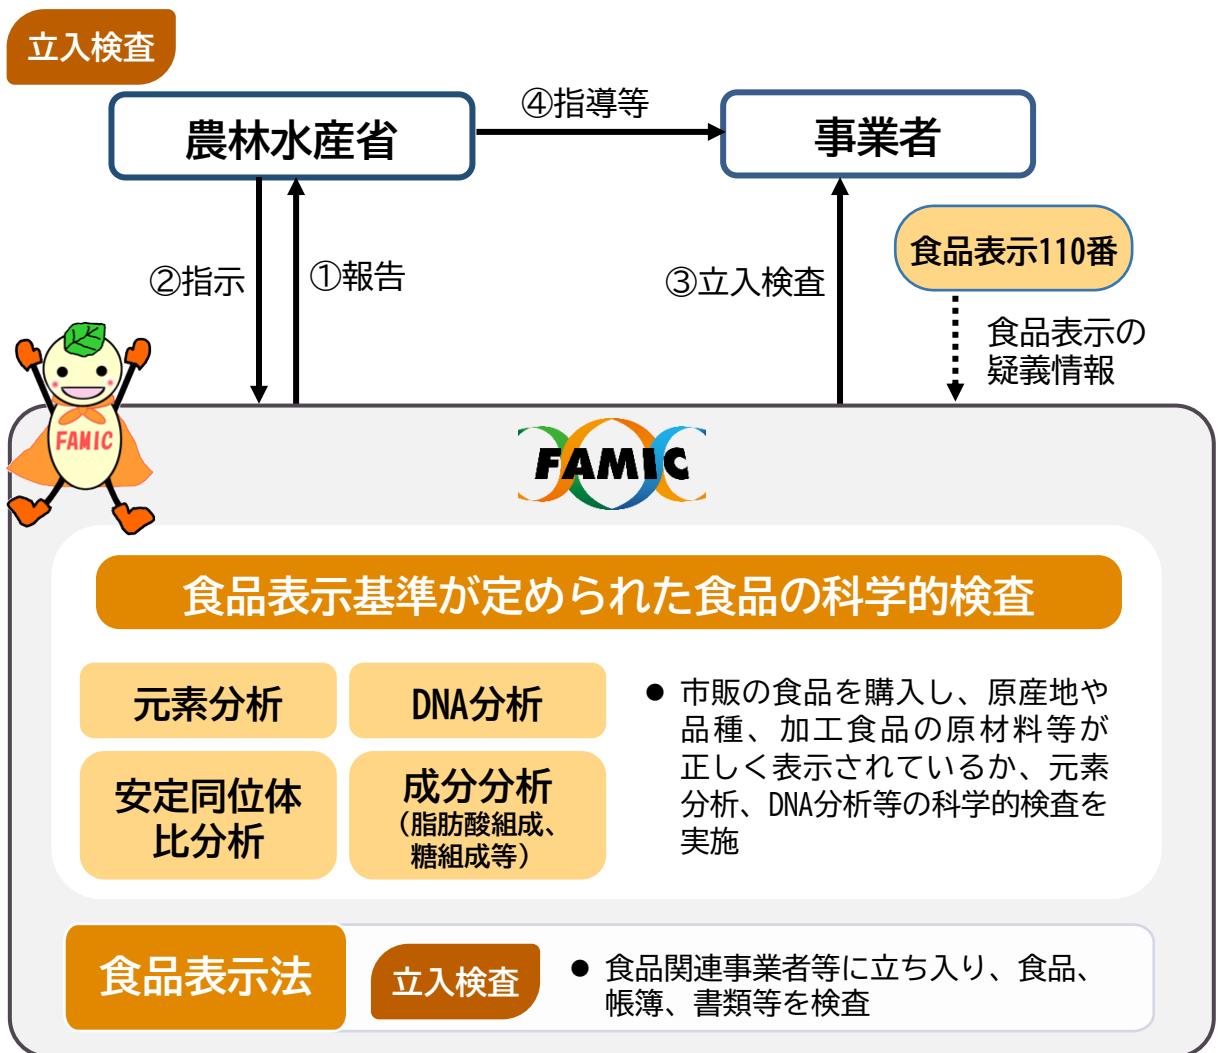 立入検査
農林水産省
④指導等
事業者
②指示
①報告
③立入検査
食品表示110番
食品表示の
疑義情報
FAMIC
FAMIC
食品表示基準が定められた食品の科学的検査
元素分析
DNA分析
安定同位体
比分析
成分分析
(脂肪酸組成、
糖組成等)
● 市販の食品を購入し、原産地や
品種、加工食品の原材料等が
正しく表示されているか、元素
分析、DNA分析等の科学的検査を
実施
食品表示法
立入検査
● 食品関連事業者等に立ち入り、食品、
帳簿、書類等を検査